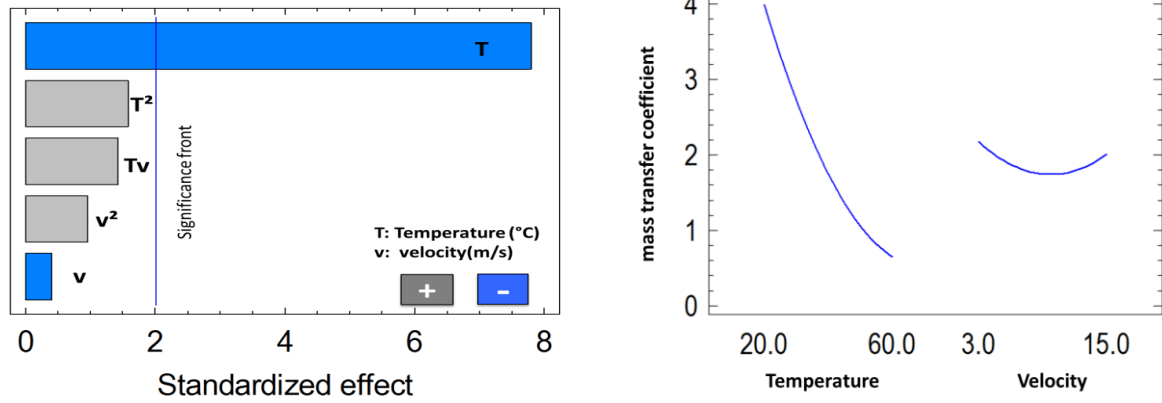 T
T²
Tv
v²
v
Significance front
T: Temperature (°C)
v: velocity(m/s)
+
-
0 2 4 6 8
Standardized effect
mass transfer coefficient
4
3
2
1
0
20.0 60.0 3.0 15.0
Temperature Velocity